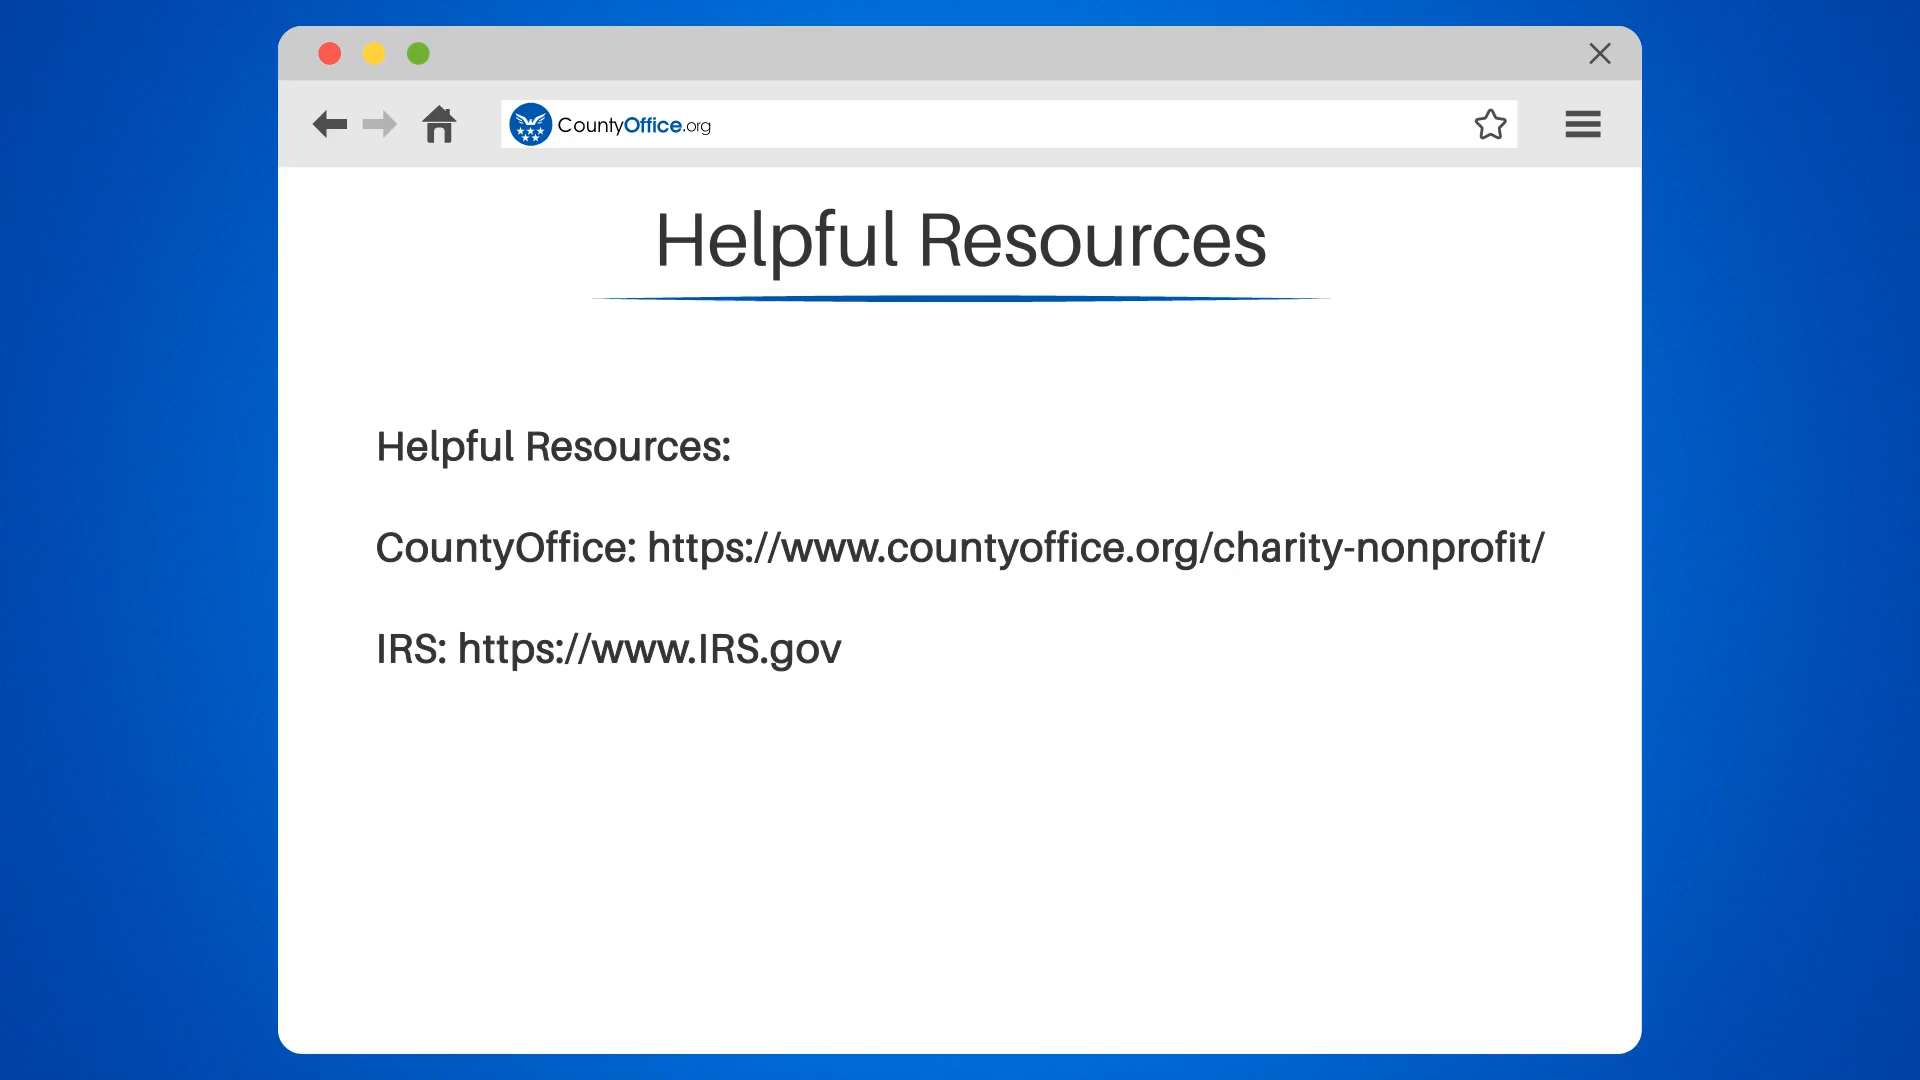 CountyOffice.org
Helpful Resources
Helpful Resources:
CountyOffice: https://www.countyoffice.org/charity-nonprofit/
IRS: https://www.IRS.gov